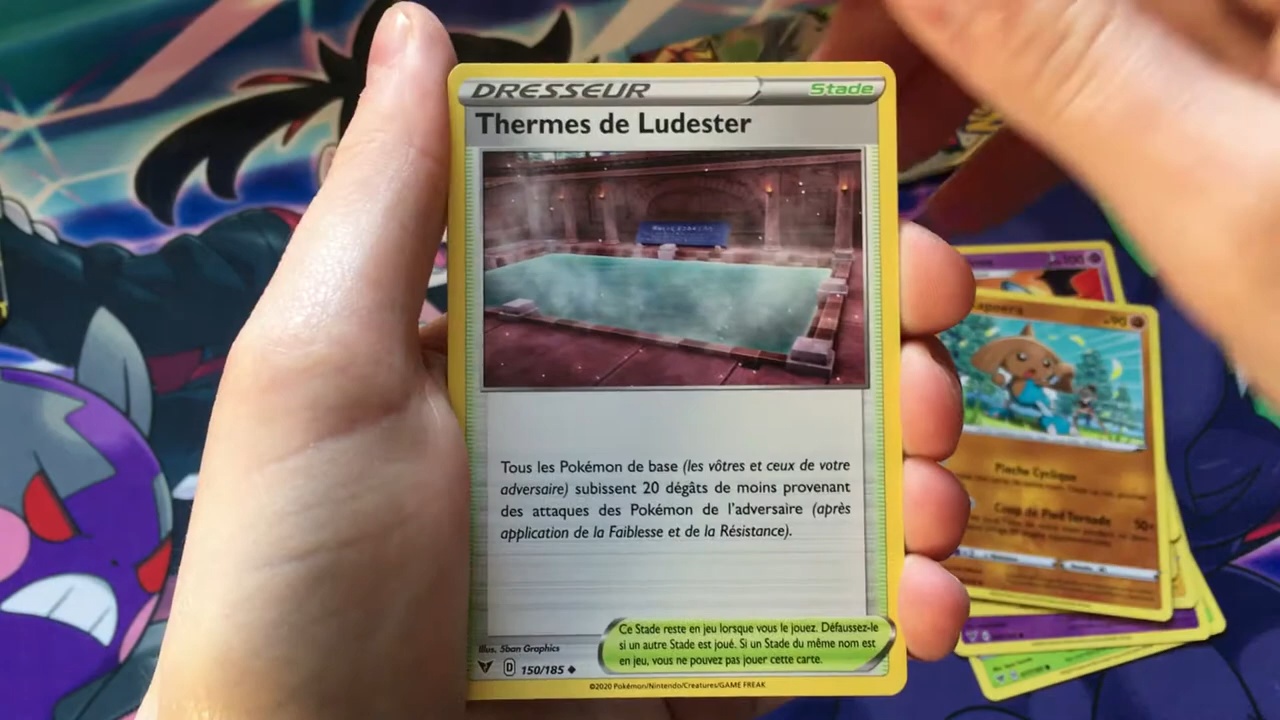 DRESSEUR
Stade
Thermes de Ludester
Tous les Pokémon de base (les vôtres et ceux de votre
adversaire) subissent 20 dégâts de moins provenant
des attaques des Pokémon de l'adversaire (après
application de la Faiblesse et de la Résistance).
Ce Stade reste en jeu lorsque vous le jouez. Défaussez-le
si un autre Stade est joué. Si un Stade du même nom est
en jeu, vous ne pouvez pas jouer cette carte.
Illus. 5ban Graphics
D 150/185
©2020 Pokémon/Nintendo/Creatures/GAME FREAK
90
Pioche Cyclique
Coup de Pied Tornade
50+